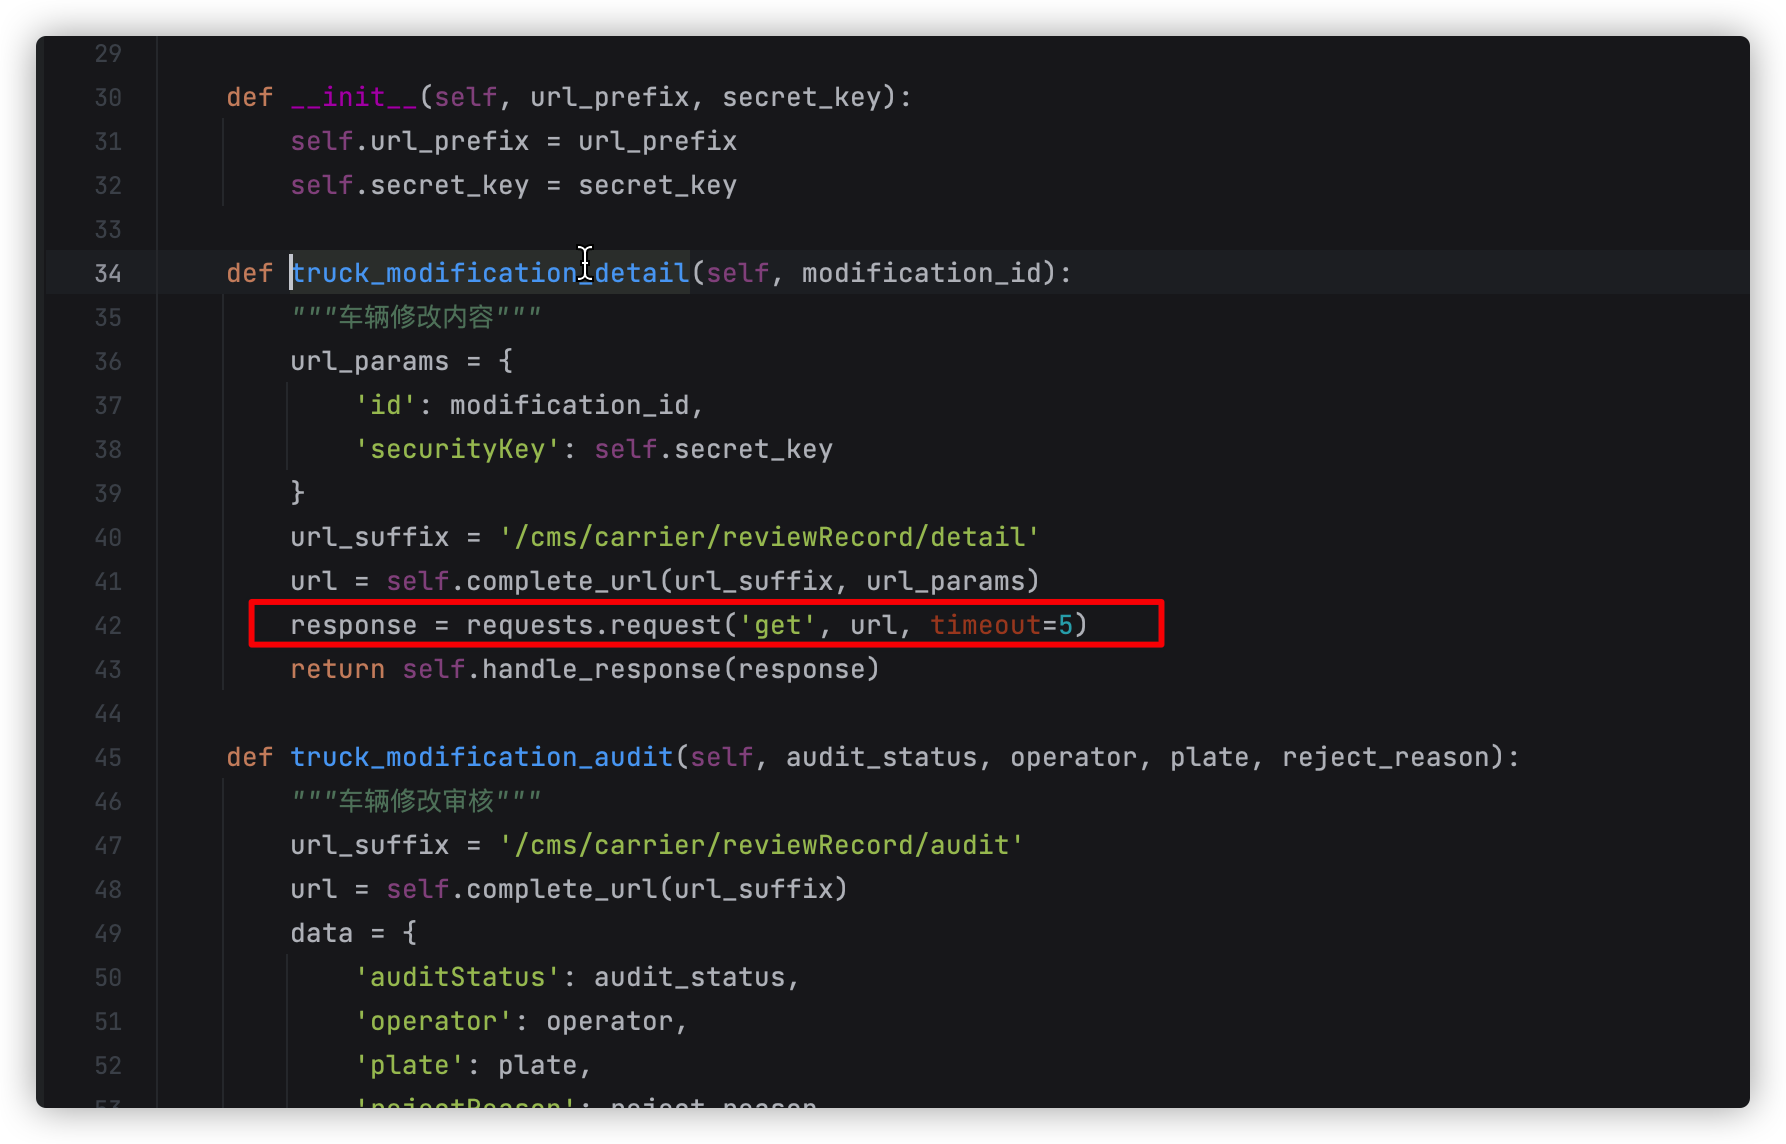 29
30 def __init__(self, url_prefix, secret_key):
31 self.url_prefix = url_prefix
32 self.secret_key = secret_key
33
34 def truck_modification_detail(self, modification_id):
35 """车辆修改内容"""
36 url_params = {
37 'id': modification_id,
38 'securityKey': self.secret_key
39 }
40 url_suffix = '/cms/carrier/reviewRecord/detail'
41 url = self.complete_url(url_suffix, url_params)
42 response = requests.request('get', url, timeout=5)
43 return self.handle_response(response)
44
45 def truck_modification_audit(self, audit_status, operator, plate, reject_reason):
46 """车辆修改审核"""
47 url_suffix = '/cms/carrier/reviewRecord/audit'
48 url = self.complete_url(url_suffix)
49 data = {
50 'auditStatus': audit_status,
51 'operator': operator,
52 'plate': plate,
53 'rejectReason': reject_reason